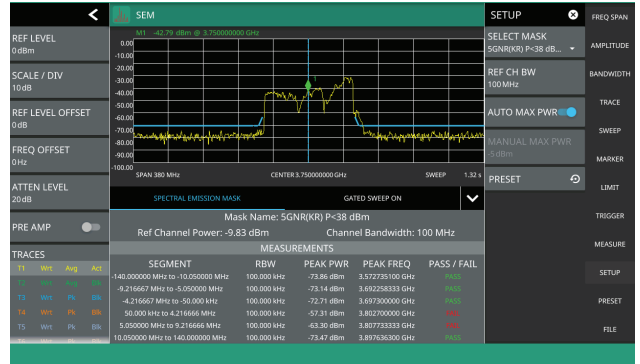 SEM
SETUP
FREQ SPAN
REF LEVEL
0 dBm
M1 -42.79 dBm @ 3.750000000 GHz
0.00
-10.00
-20.00
-30.00
-40.00
-50.00
-60.00
-70.00
-80.00
-90.00
-100.00
1
SELECT MASK
5GNR(KR) P<38 dB...
AMPLITUDE
SCALE / DIV
10 dB
REF CH BW
100 MHz
BANDWIDTH
REF LEVEL OFFSET
0 dB
AUTO MAX PWR
TRACE
FREQ OFFSET
0 Hz
MANUAL MAX PWR
-5 dBm
SWEEP
ATTEN LEVEL
20 dB
SPAN 380 MHz
CENTER 3.750000000 GHz
SWEEP 1.32 s
PRESET
MARKER
SPECTRAL EMISSION MASK
GATED SWEEP ON
LIMIT
PRE AMP
Mask Name: 5GNR(KR) P<38 dBm
TRIGGER
Ref Channel Power: -9.83 dBm Channel Bandwidth: 100 MHz
TRACES
MEASUREMENTS
MEASURE
T1 Wrt Avg Act
T2 Wrt Avg Blk
T3 Wrt Pk Blk
T4 Wrt Pk Blk
T5 Wrt Pk Blk
SEGMENT RBW PEAK PWR PEAK FREQ PASS / FAIL
-140.000000 MHz to -10.050000 MHz 100.000 kHz -73.86 dBm 3.572735100 GHz PASS
-9.216667 MHz to -5.050000 MHz 100.000 kHz -73.14 dBm 3.692258333 GHz PASS
-4.216667 MHz to -50.000 kHz 100.000 kHz -72.71 dBm 3.697300000 GHz PASS
50.000 kHz to 4.216666 MHz 100.000 kHz -57.31 dBm 3.802700000 GHz
5.050000 MHz to 9.216666 MHz 100.000 kHz -63.30 dBm 3.807733333 GHz
10.050000 MHz to 140.000000 MHz 100.000 kHz -73.47 dBm 3.897636300 GHz PASS
SETUP
PRESET
FILE